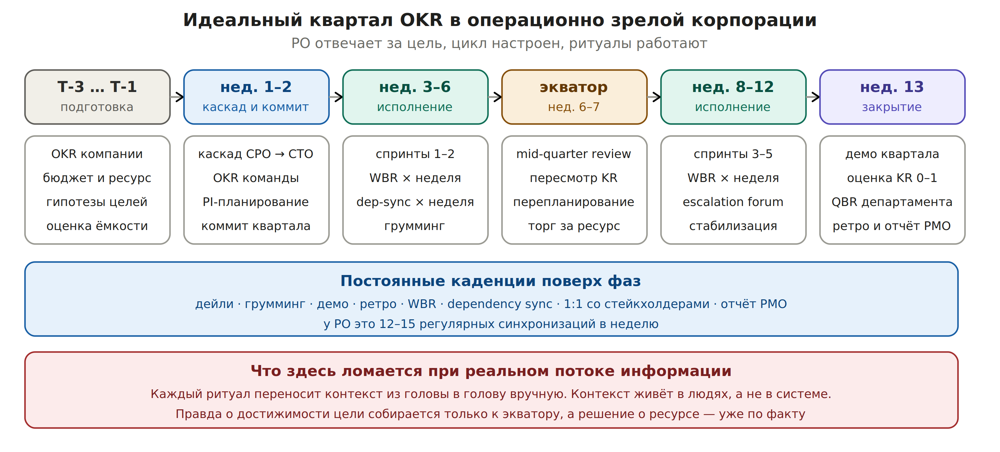 Идеальный квартал OKR в операционно зрелой корпорации
PO отвечает за цель, цикл настроен, ритуалы работают
T-3 … T-1
подготовка
нед. 1–2
каскад и коммит
нед. 3–6
исполнение
экватор
нед. 6–7
нед. 8–12
исполнение
нед. 13
закрытие
OKR компании
бюджет и ресурс
гипотезы целей
оценка ёмкости
каскад CPO → CTO
OKR команды
PI-планирование
коммит квартала
спринты 1–2
WBR × неделя
dep-sync × неделя
грумминг
mid-quarter review
пересмотр KR
перепланирование
торг за ресурс
спринты 3–5
WBR × неделя
escalation forum
стабилизация
демо квартала
оценка KR 0–1
QBR департамента
ретро и отчёт PMO
Постоянные каденции поверх фаз
дейли · грумминг · демо · ретро · WBR · dependency sync · 1:1 со стейкхолдерами · отчёт PMO
у PO это 12–15 регулярных синхронизаций в неделю
Что здесь ломается при реальном потоке информации
Каждый ритуал переносит контекст из головы в голову вручную. Контекст живёт в людях, а не в системе.
Правда о достижимости цели собирается только к экватору, а решение о ресурсе — уже по факту